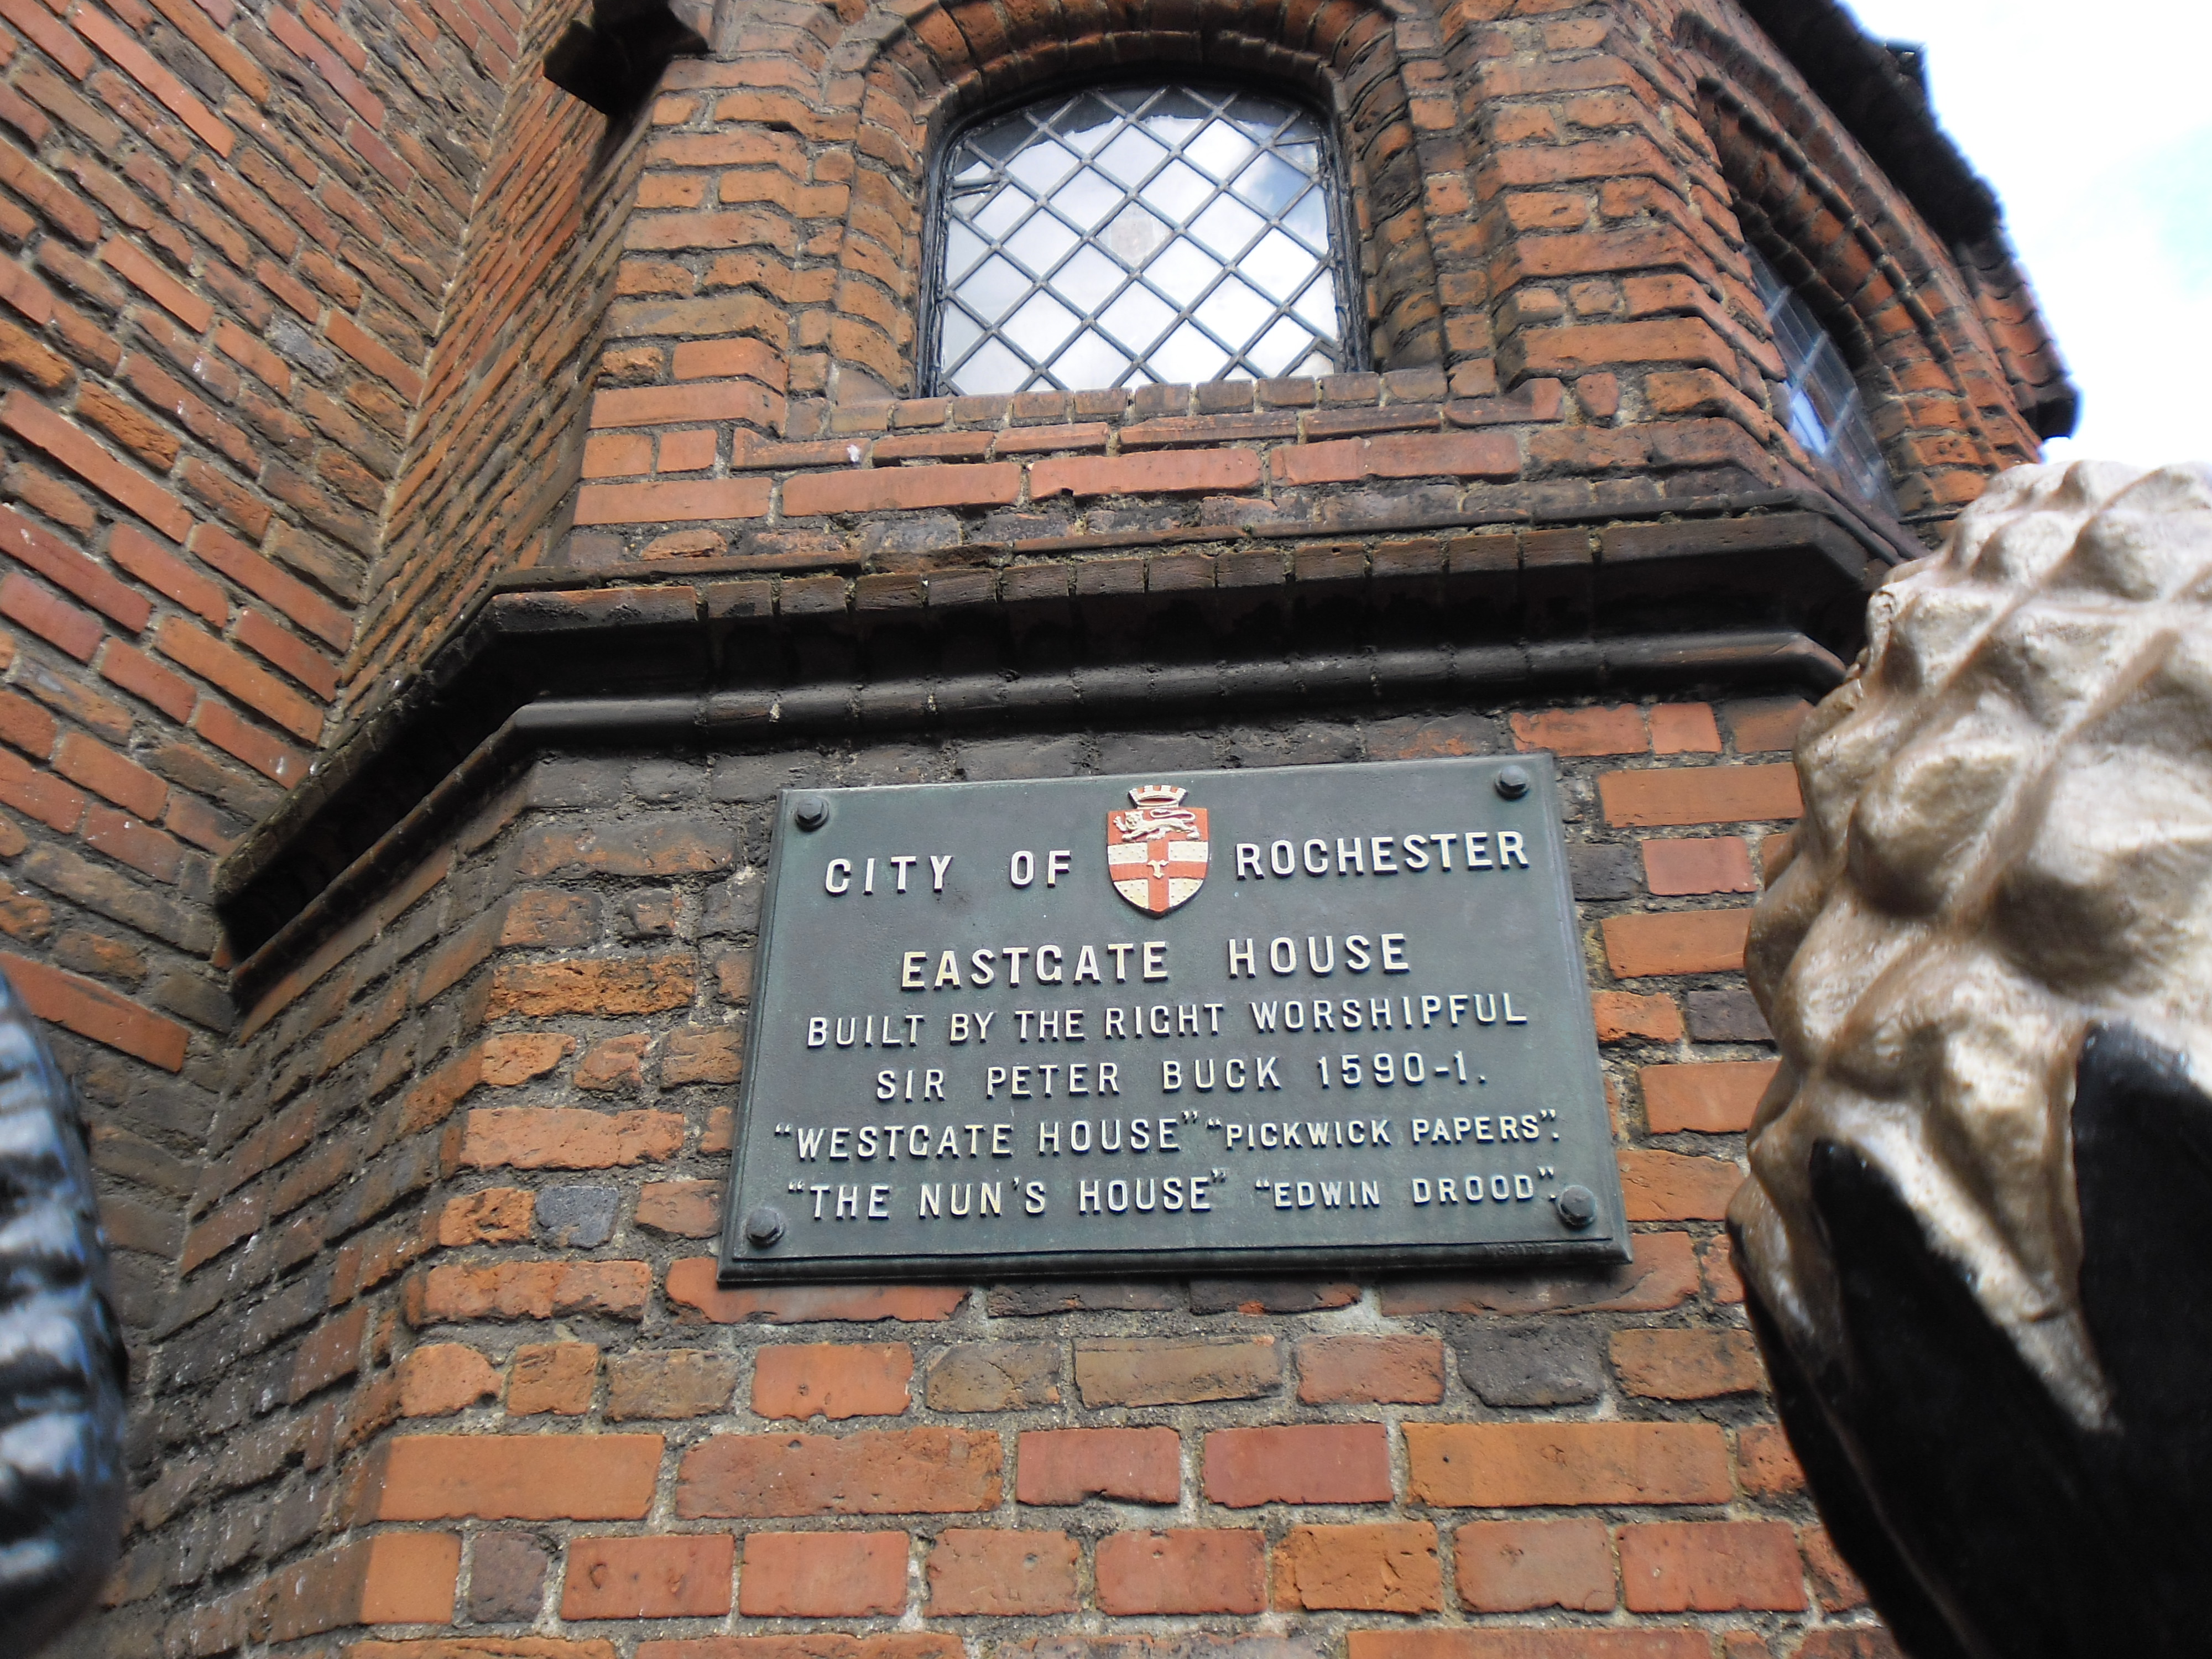 CITY OF ROCHESTER
EASTGATE HOUSE
BUILT BY THE RIGHT WORSHIPFUL
SIR PETER BUCK 1590-1.
"WESTGATE HOUSE" "PICKWICK PAPERS".
"THE NUN'S HOUSE" "EDWIN DROOD".